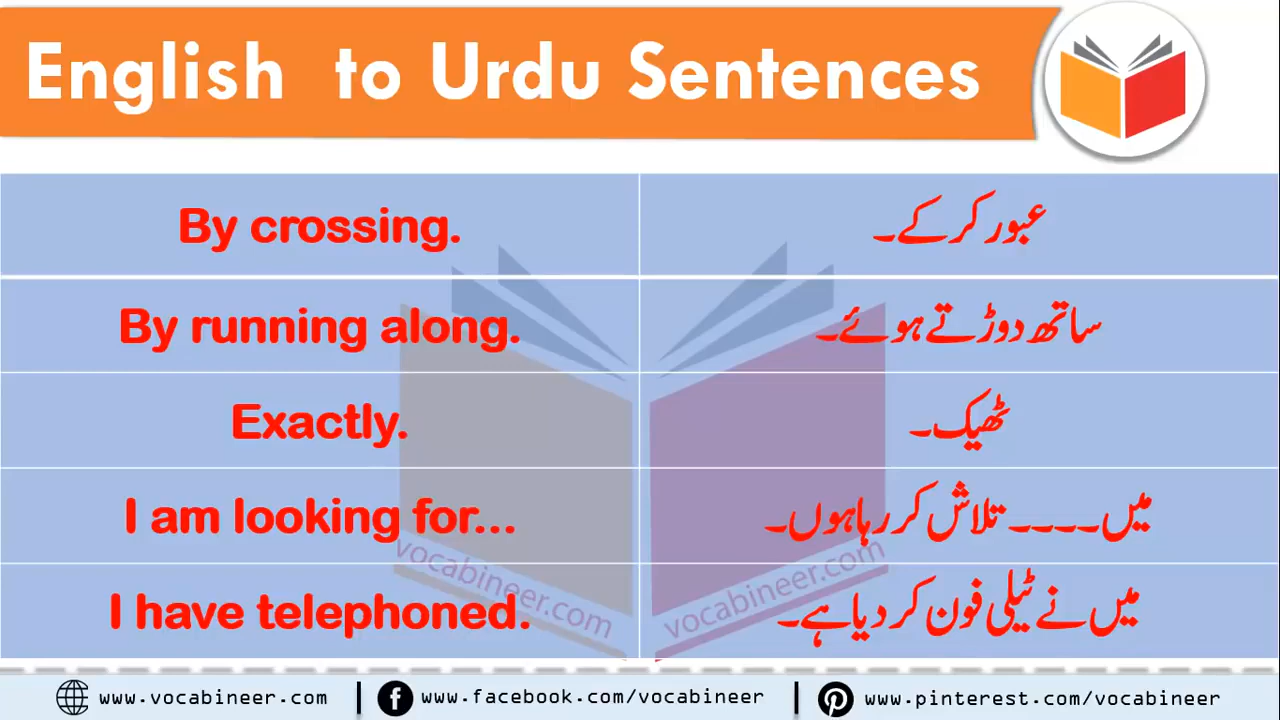 English to Urdu Sentences
By crossing. عبور کر کے۔
By running along. ساتھ دوڑتے ہوئے۔
Exactly. ٹھیک۔
I am looking for... میں۔۔۔۔ تلاش کر رہا ہوں۔
I have telephoned. میں نے ٹیلی فون کر دیا ہے۔
vocabineer.com vocabineer.com
www.vocabineer.com | www.facebook.com/vocabineer | www.pinterest.com/vocabineer